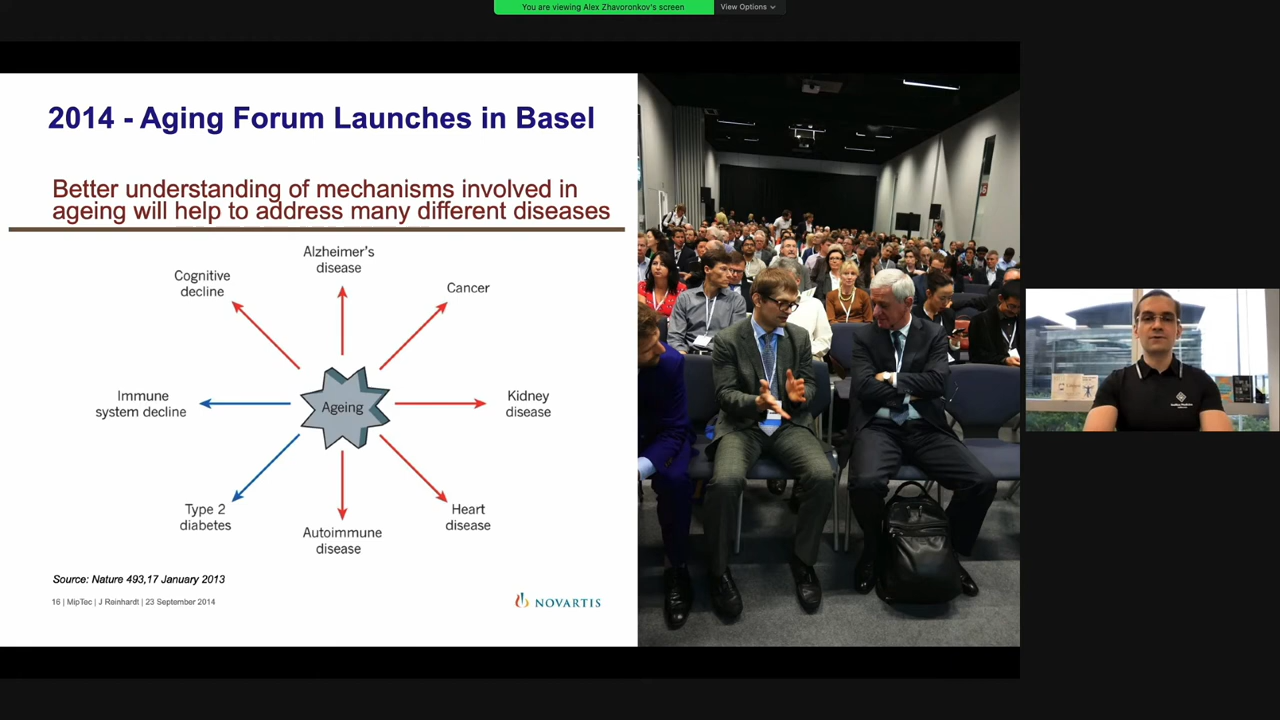 You are viewing Alex Zhavoronkov's screen
View Options
2014 - Aging Forum Launches in Basel
Better understanding of mechanisms involved in
ageing will help to address many different diseases
Alzheimer's
disease
Cognitive
decline
Cancer
Immune
system decline
Ageing
Kidney
disease
Type 2
diabetes
Heart
disease
Autoimmune
disease
Source: Nature 493,17 January 2013
16 | MipTec | J Reinhardt | 23 September 2014
NOVARTIS